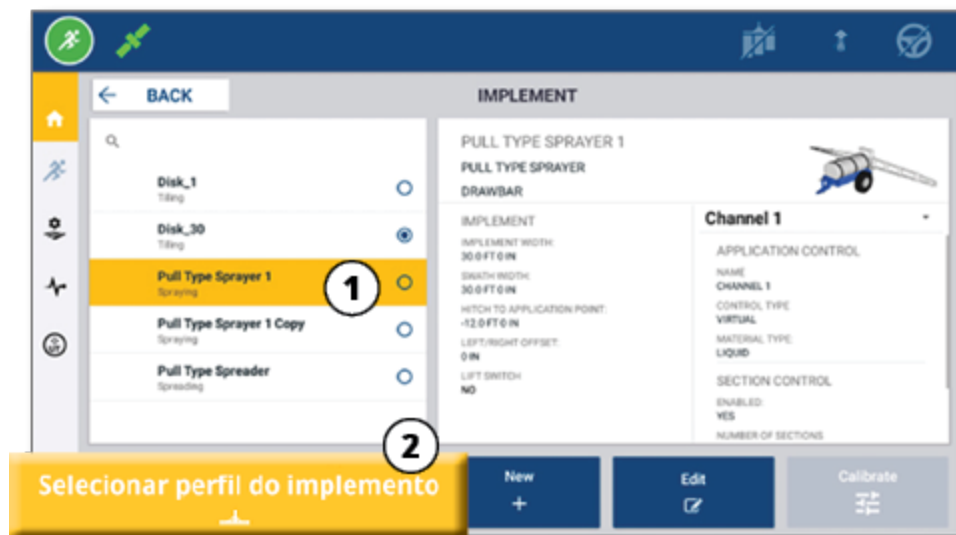 BACK
IMPLEMENT
Disk_1
Tilling
Disk_30
Tilling
Pull Type Sprayer 1
Spraying
1
Pull Type Sprayer 1 Copy
Spraying
Pull Type Spreader
Spreading
PULL TYPE SPRAYER 1
PULL TYPE SPRAYER
DRAWBAR
IMPLEMENT
IMPLEMENT WIDTH:
30.0 FT 0 IN
SWATH WIDTH:
30.0 FT 0 IN
HITCH TO APPLICATION POINT:
-12.0 FT 0 IN
LEFT/RIGHT OFFSET:
0 IN
LIFT SWITCH
NO
Channel 1
APPLICATION CONTROL
NAME
CHANNEL 1
CONTROL TYPE
VIRTUAL
MATERIAL TYPE:
LIQUID
SECTION CONTROL
ENABLED:
YES
NUMBER OF SECTIONS
2
Selecionar perfil do implemento
New
Edit
Calibrate